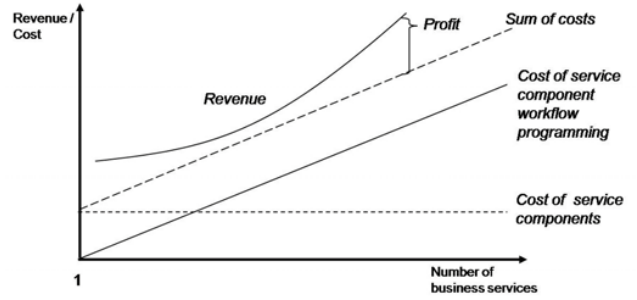 Revenue /
Cost
Profit
Sum of costs
Revenue
Cost of service
component
workflow
programming
Cost of service
components
1
Number of
business services